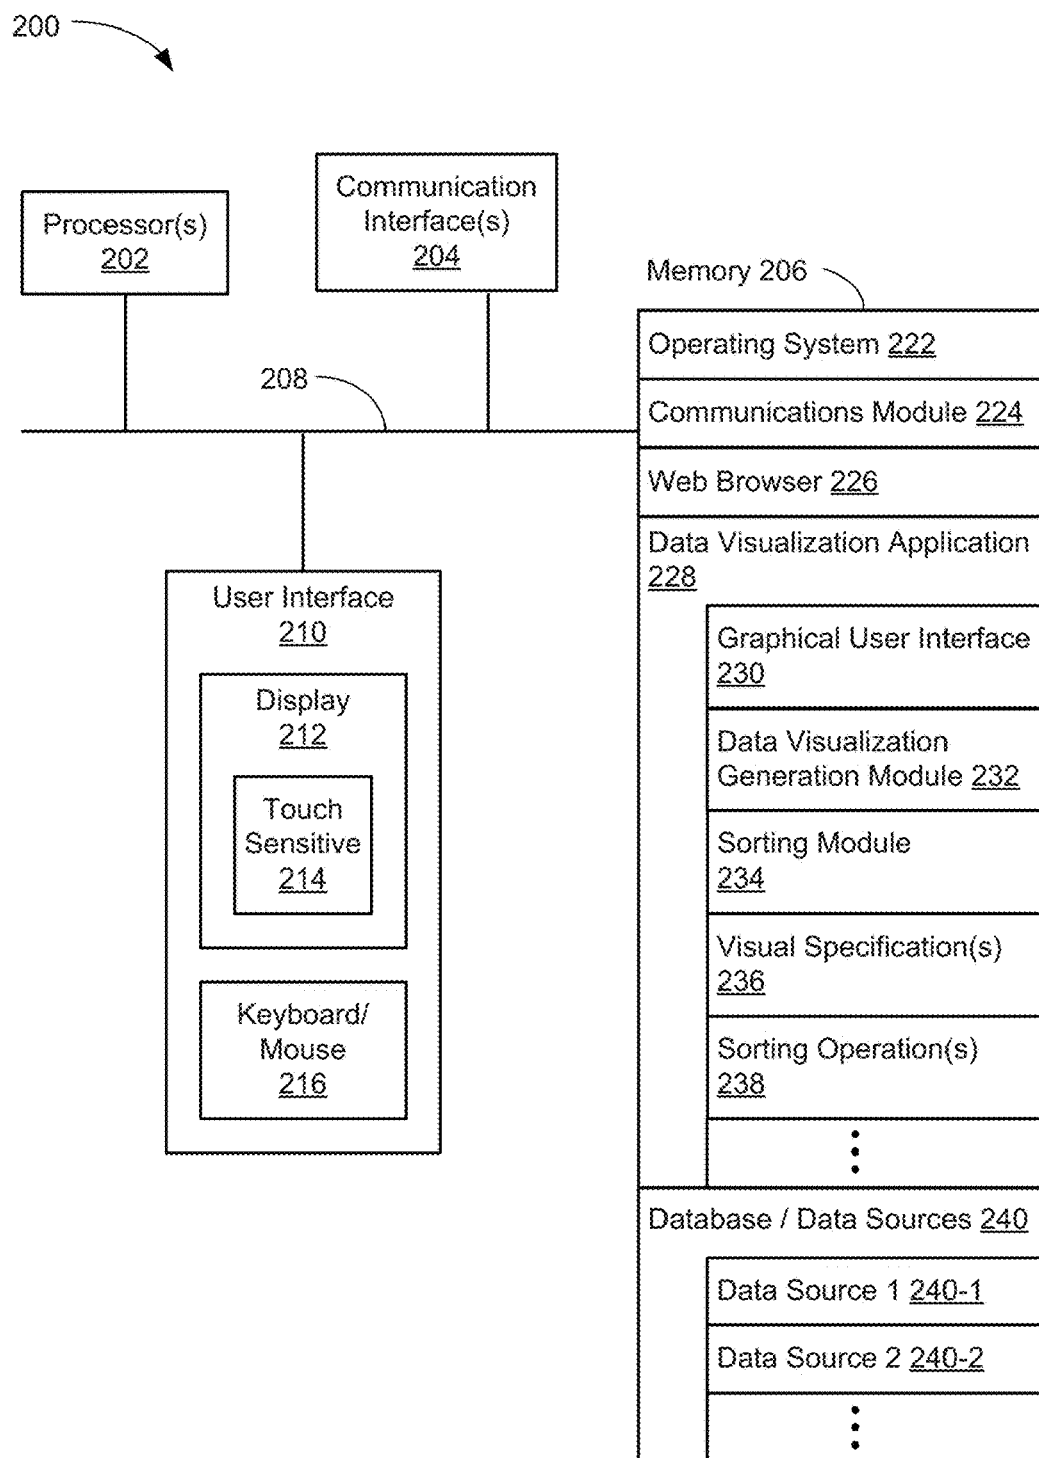 200
Processor(s)
202
Communication
Interface(s)
204
Memory 206
208
Operating System 222
Communications Module 224
Web Browser 226
Data Visualization Application
228
Graphical User Interface
230
Data Visualization
Generation Module 232
Sorting Module
234
Visual Specification(s)
236
Sorting Operation(s)
238
Database / Data Sources 240
Data Source 1 240-1
Data Source 2 240-2
User Interface
210
Display
212
Touch
Sensitive
214
Keyboard/
Mouse
216